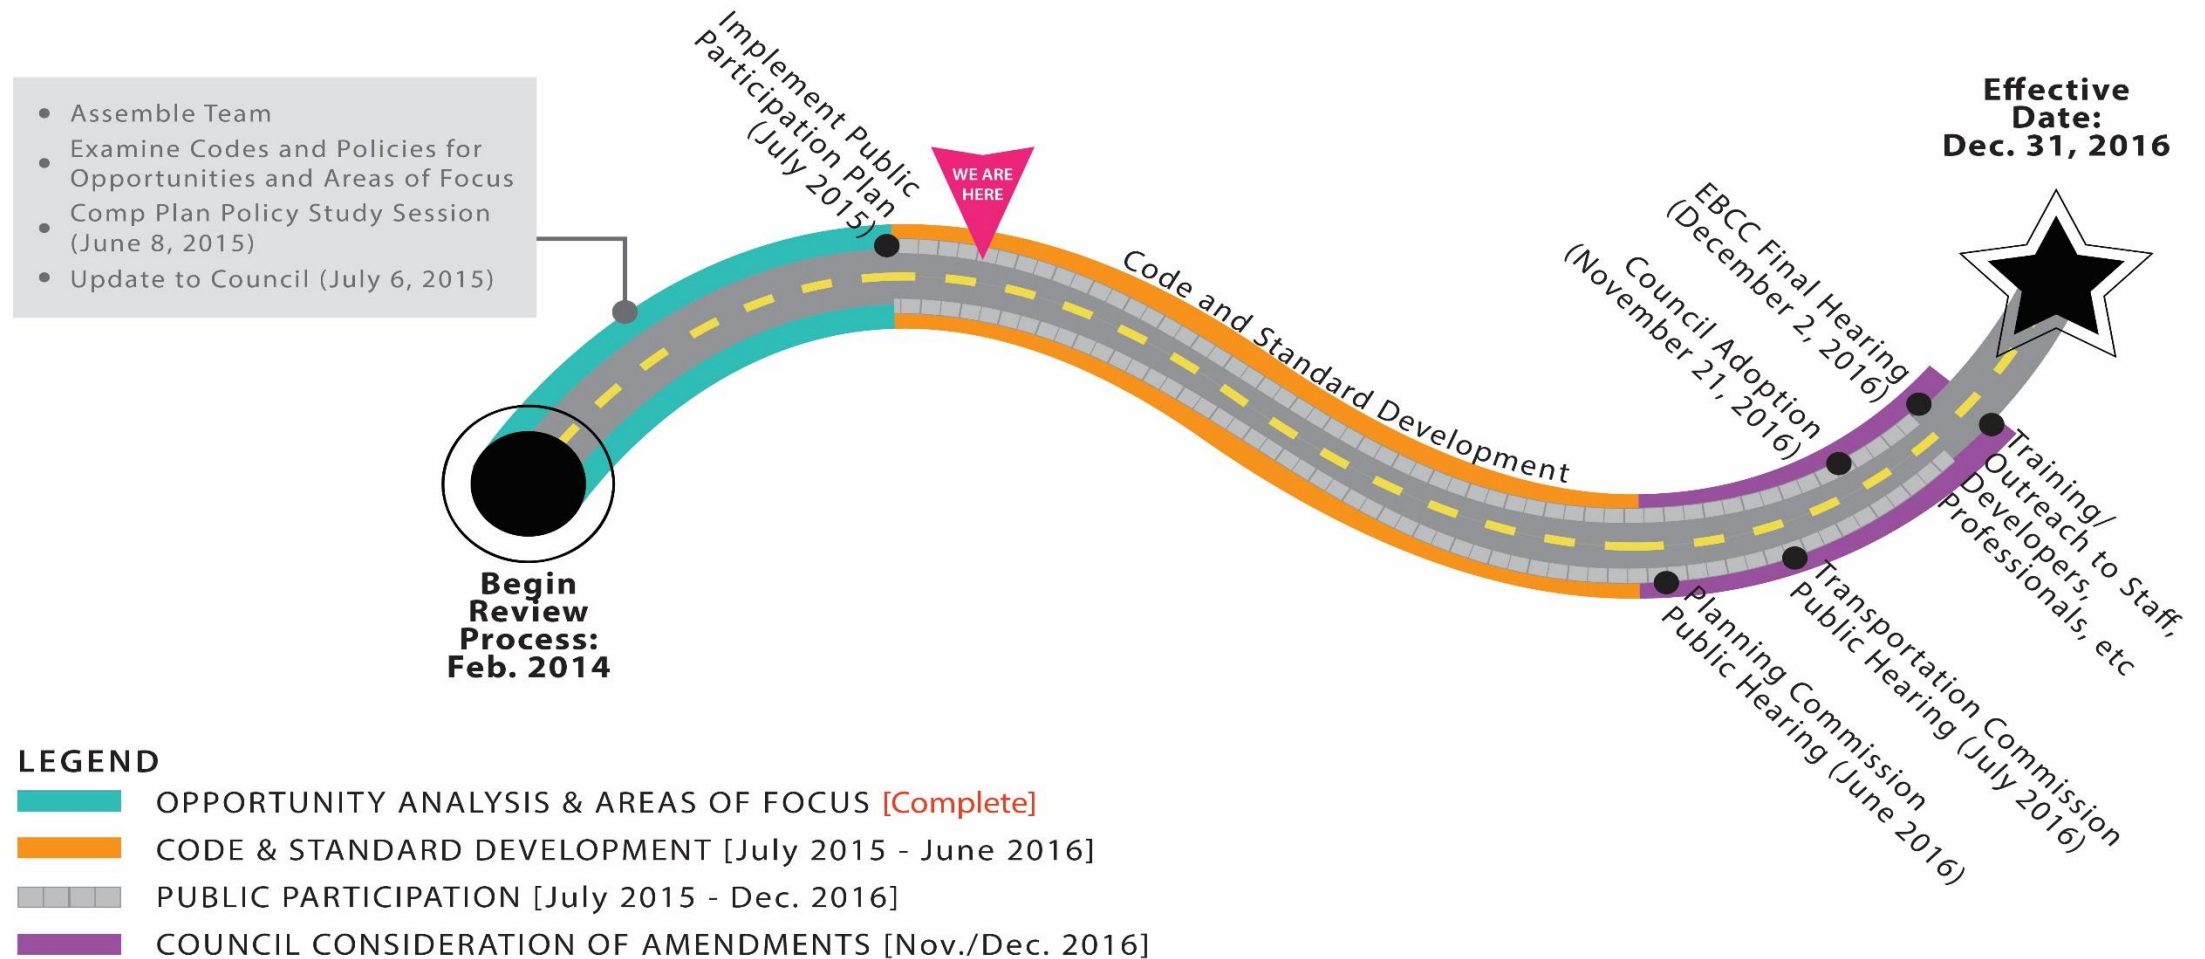 Assemble Team
Examine Codes and Policies for
Opportunities and Areas of Focus
Comp Plan Policy Study Session
(June 8, 2015)
Update to Council (July 6, 2015)
Implement Public
Participation Plan
(July 2015)
WE ARE
HERE
Code and Standard Development
Council Adoption
(November 21, 2016)
EBCC Final Hearing
(December 2, 2016)
Effective
Date:
Dec. 31, 2016
Begin
Review
Process:
Feb. 2014
Planning Commission
Public Hearing (June 2016)
Transportation Commission
Public Hearing (July 2016)
Training/
Outreach to Staff,
Developers,
Professionals, etc
LEGEND
OPPORTUNITY ANALYSIS & AREAS OF FOCUS [Complete]
CODE & STANDARD DEVELOPMENT [July 2015 - June 2016]
PUBLIC PARTICIPATION [July 2015 - Dec. 2016]
COUNCIL CONSIDERATION OF AMENDMENTS [Nov./Dec. 2016]